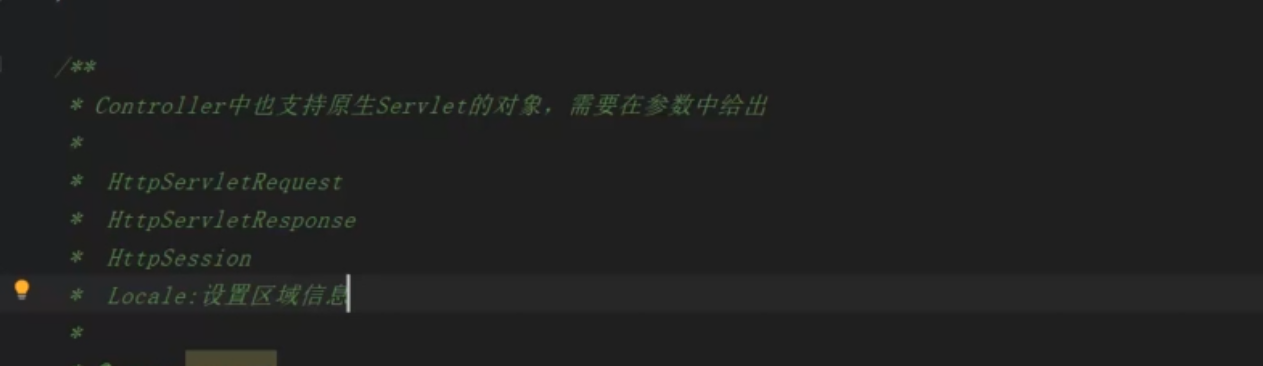 /**
* Controller中也支持原生Servlet的对象，需要在参数中给出
*
* HttpServletRequest
* HttpServletResponse
* HttpSession
* Locale:设置区域信息
*